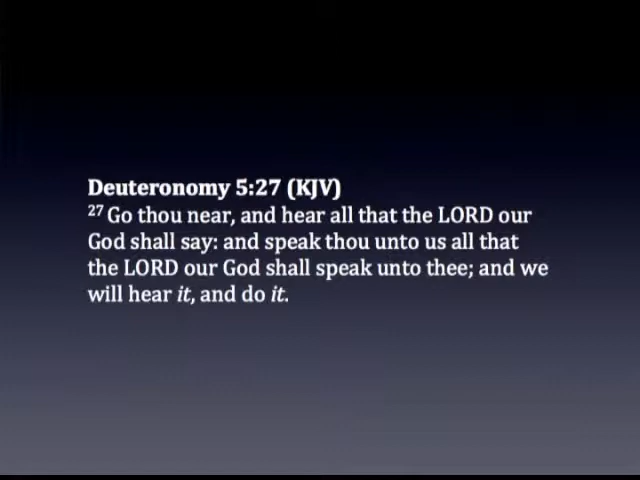 Deuteronomy 5:27 (KJV)
27 Go thou near, and hear all that the LORD our
God shall say: and speak thou unto us all that
the LORD our God shall speak unto thee; and we
will hear it, and do it.